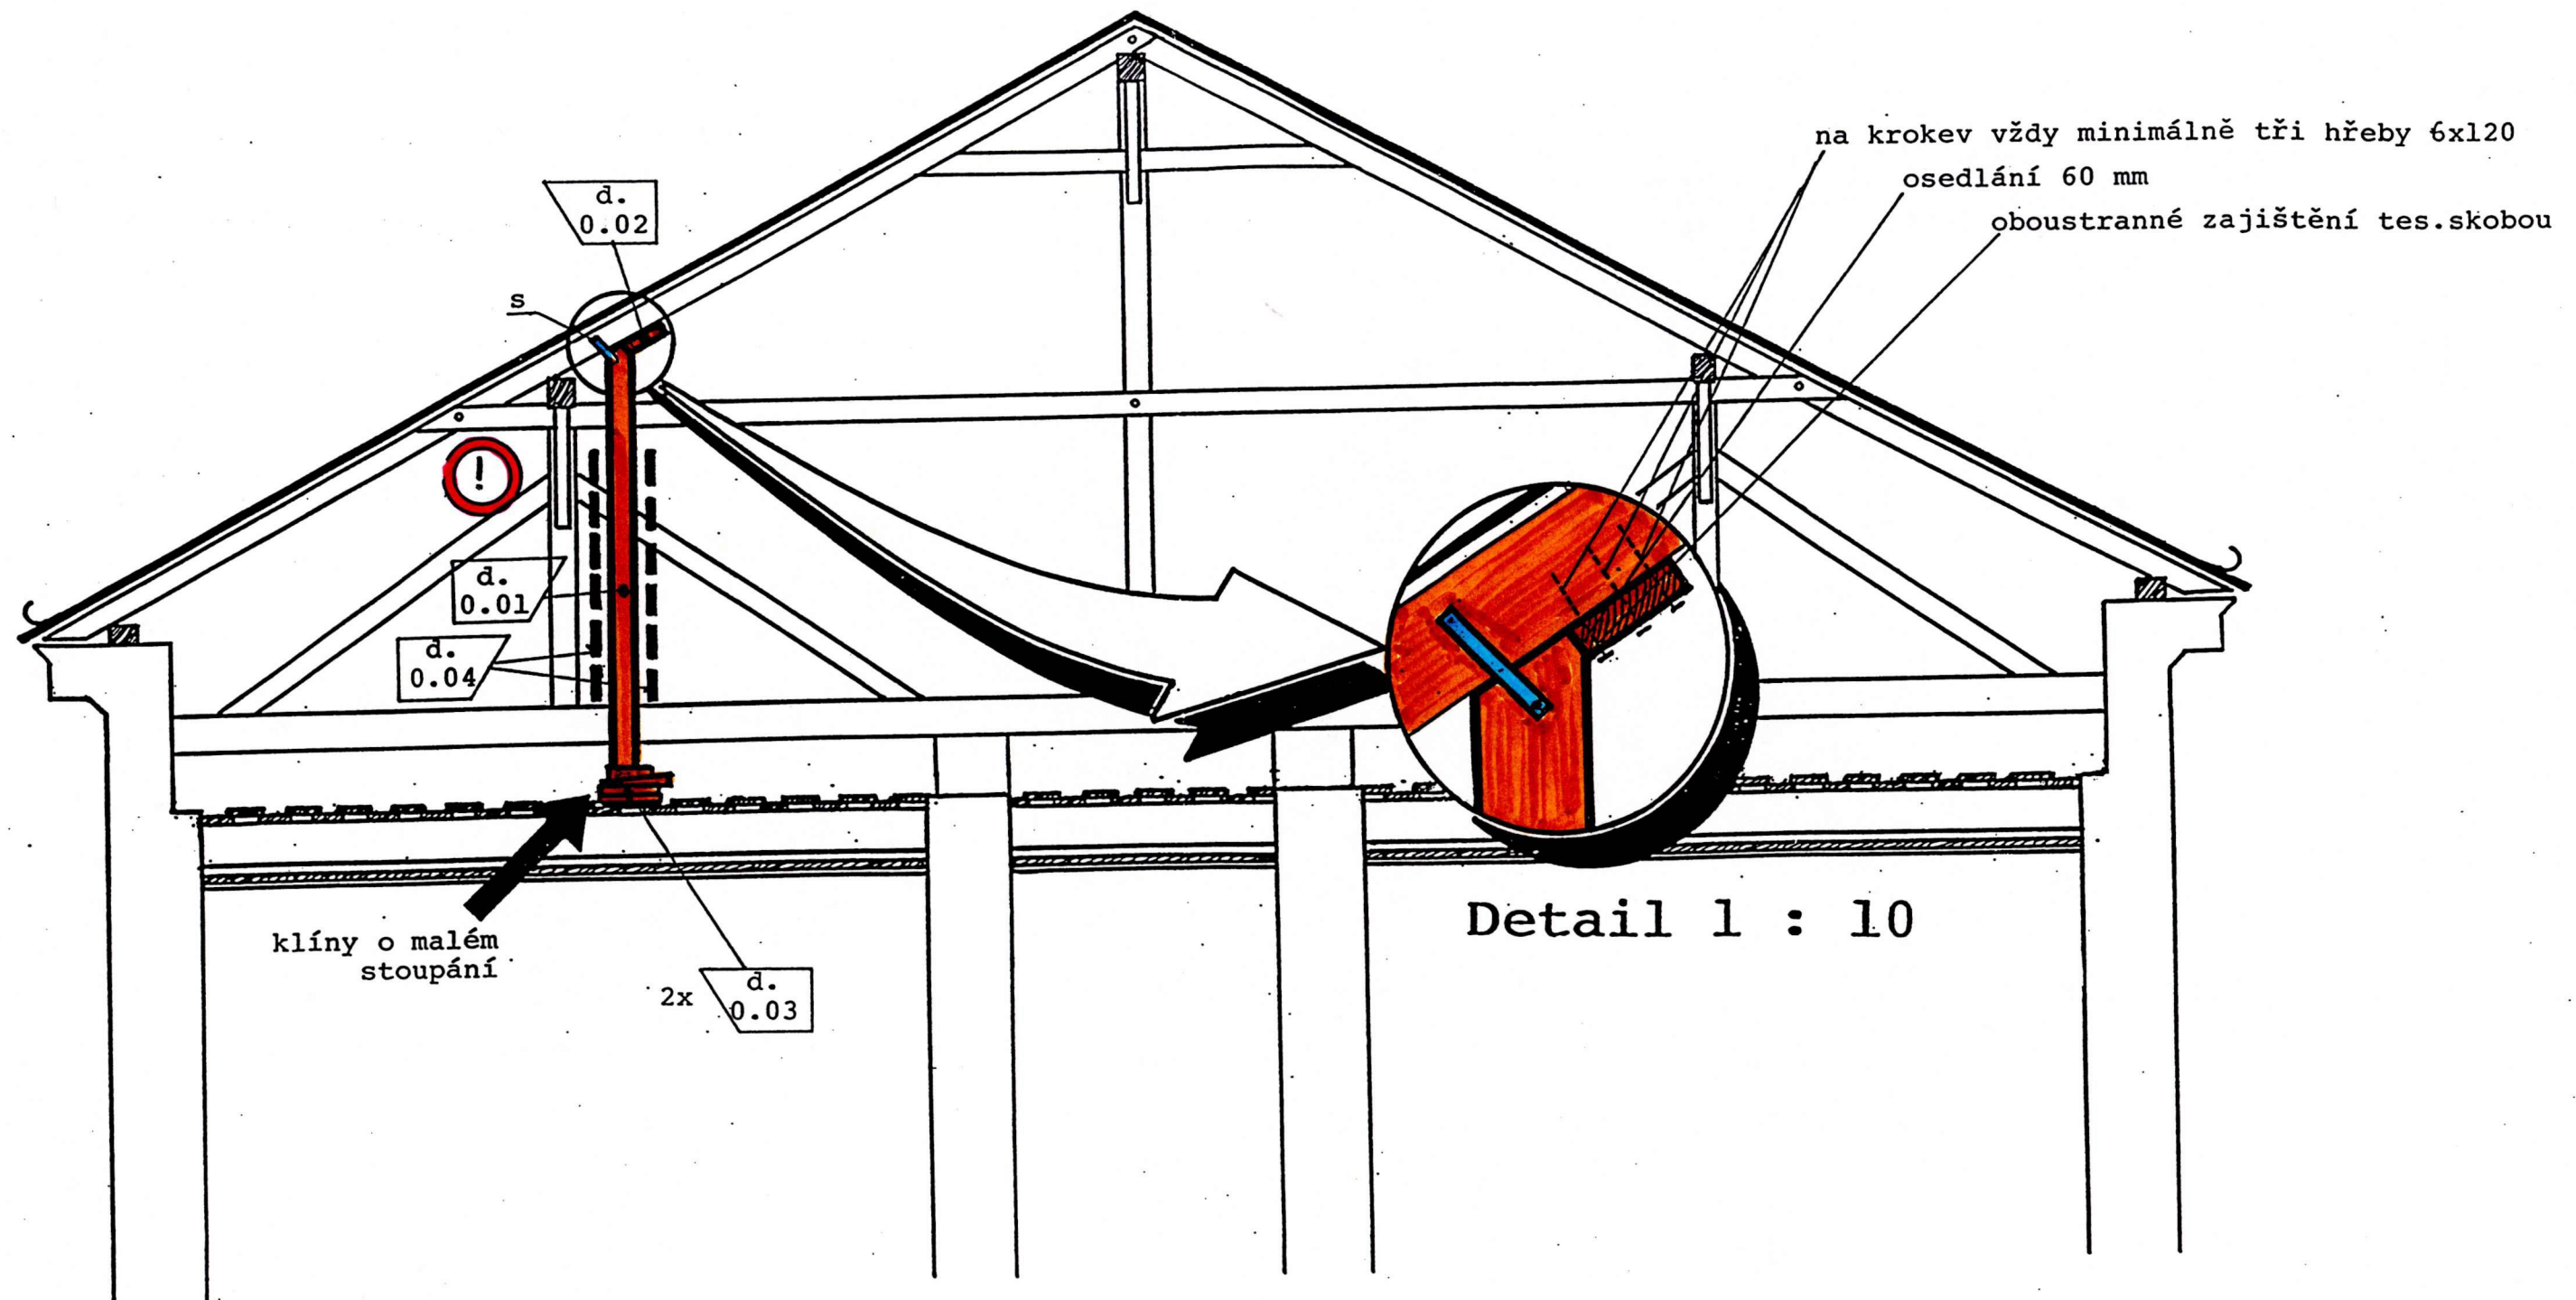 na krokev vždy minimálně tři hřeby 6x120
osedlání 60 mm
oboustranné zajištění tes.skobou
d.
0.02
s
!
d.
0.01
d.
0.04
Detail 1 : 10
klíny o malém
stoupání
2x
d.
0.03